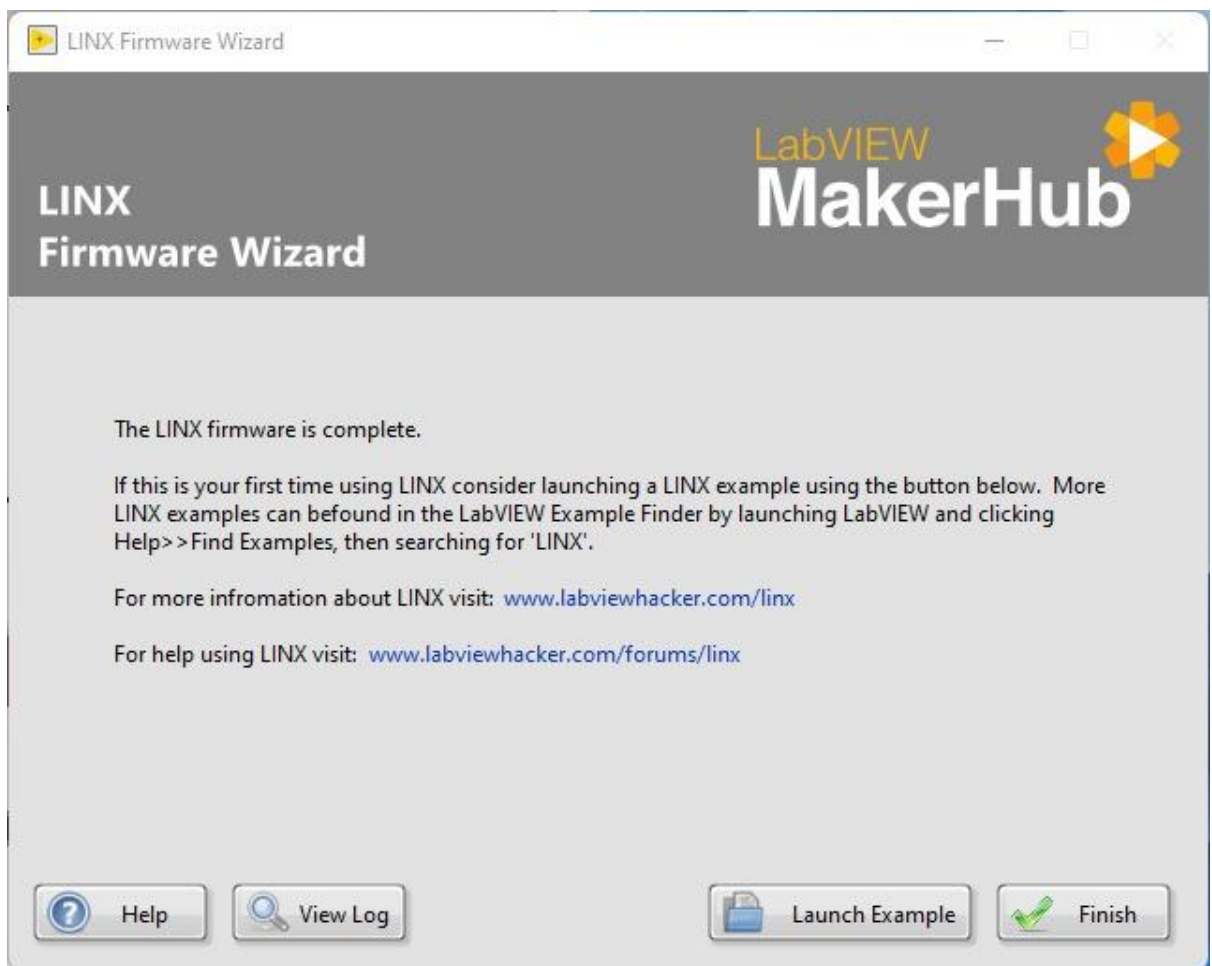 LINX Firmware Wizard
LabVIEW
MakerHub
LINX
Firmware Wizard
The LINX firmware is complete.
If this is your first time using LINX consider launching a LINX example using the button below.  More
LINX examples can befound in the LabVIEW Example Finder by launching LabVIEW and clicking
Help>>Find Examples, then searching for 'LINX'.
For more infromation about LINX visit:  www.labviewhacker.com/linx
For help using LINX visit:  www.labviewhacker.com/forums/linx
Help
View Log
Launch Example
Finish